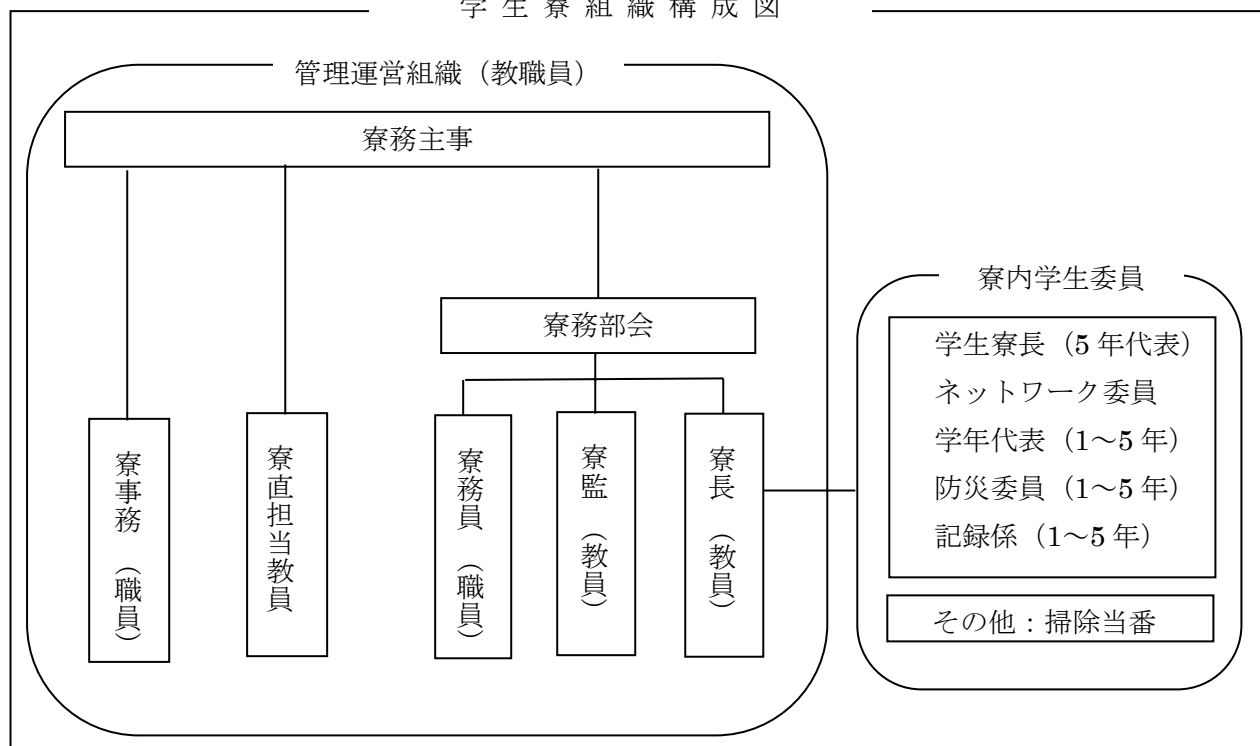 学生寮組織構成図
管理運営組織（教職員）
寮務主事
寮務部会
寮事務（職員）
寮直担当教員
寮務員（職員）
寮監（教員）
寮長（教員）
寮内学生委員
学生寮長（5年代表）
ネットワーク委員
学年代表（1～5年）
防災委員（1～5年）
記録係（1～5年）
その他：掃除当番